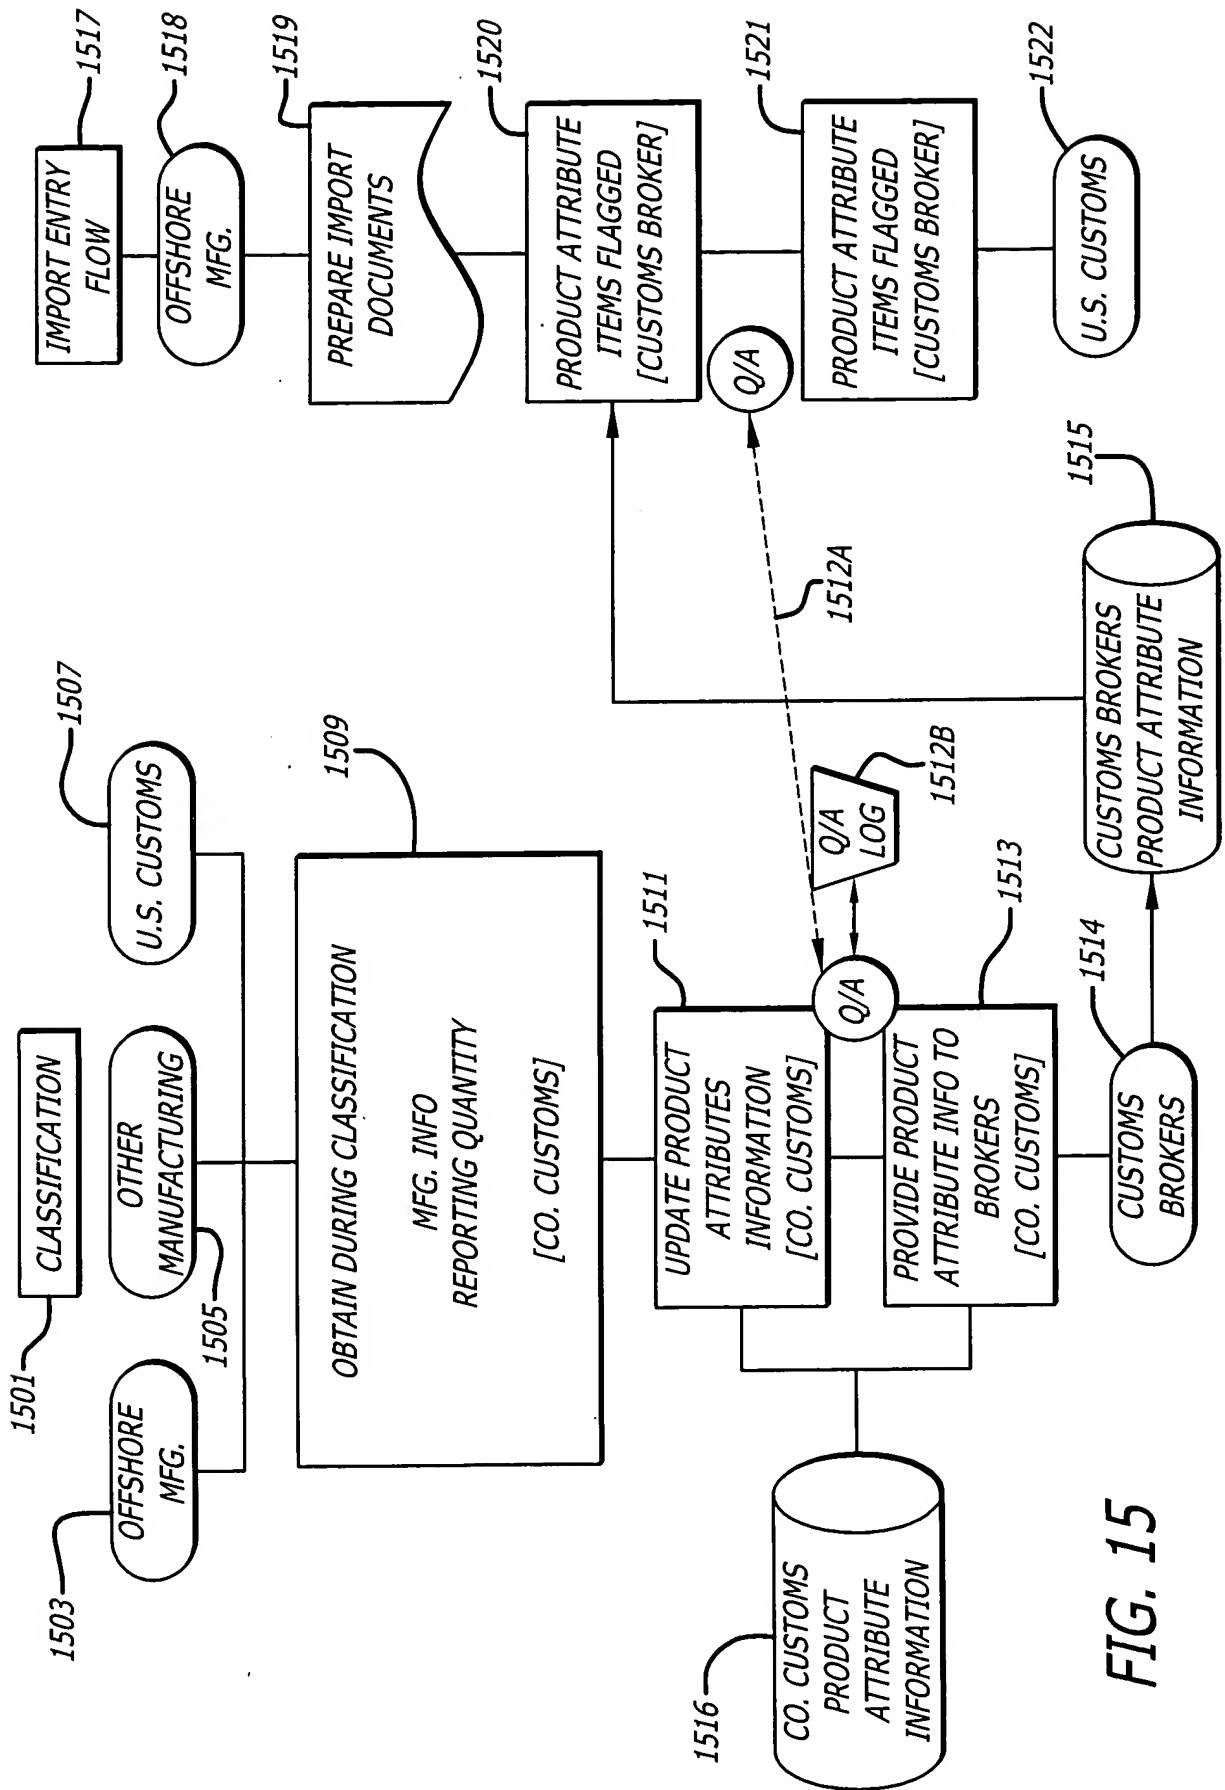 CLASSIFICATION
1501
OFFSHORE
MFG.
1503
OTHER
MANUFACTURING
1505
U.S. CUSTOMS
1507
OBTAIN DURING CLASSIFICATION
MFG. INFO
REPORTING QUANTITY
[CO. CUSTOMS]
1509
UPDATE PRODUCT
ATTRIBUTES
INFORMATION
[CO. CUSTOMS]
1511
Q/A
Q/A
LOG
1512B
1512A
PROVIDE PRODUCT
ATTRIBUTE INFO TO
BROKERS
[CO. CUSTOMS]
1513
CO. CUSTOMS
PRODUCT
ATTRIBUTE
INFORMATION
1516
CUSTOMS
BROKERS
1514
CUSTOMS BROKERS
PRODUCT ATTRIBUTE
INFORMATION
1515
IMPORT ENTRY
FLOW
1517
OFFSHORE
MFG.
1518
PREPARE IMPORT
DOCUMENTS
1519
PRODUCT ATTRIBUTE
ITEMS FLAGGED
[CUSTOMS BROKER]
1520
Q/A
PRODUCT ATTRIBUTE
ITEMS FLAGGED
[CUSTOMS BROKER]
1521
U.S. CUSTOMS
1522
FIG. 15